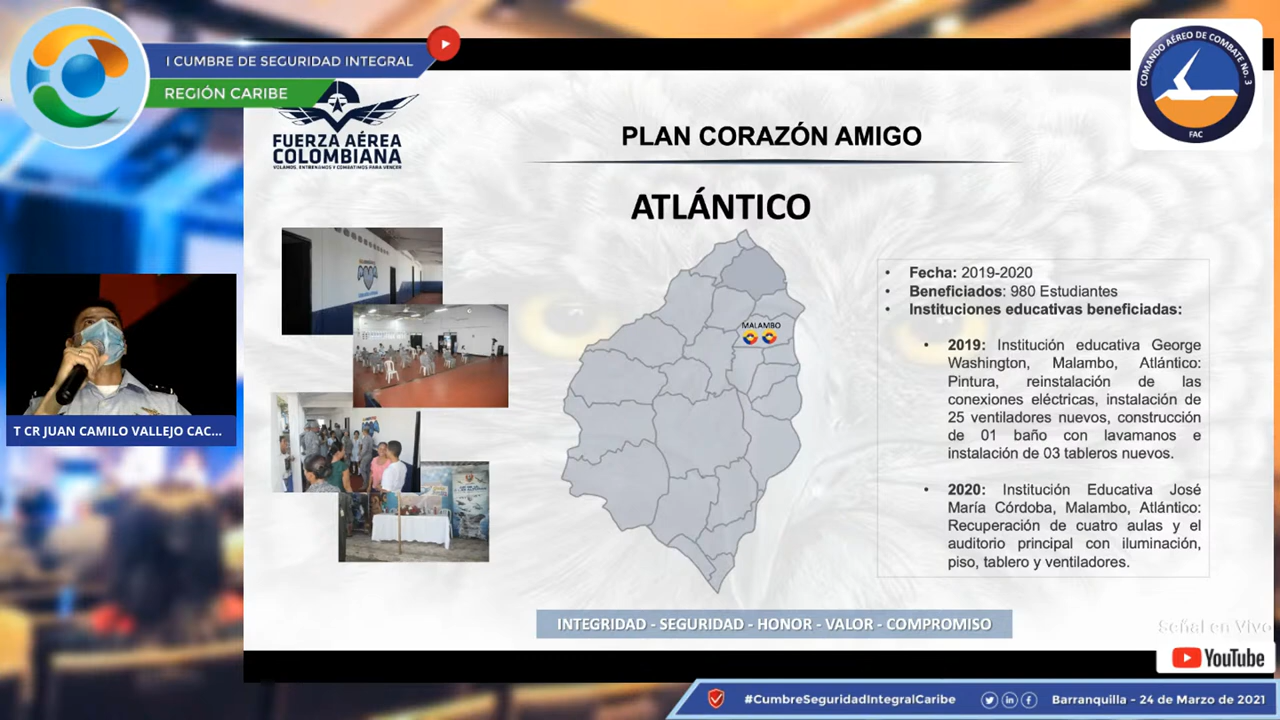 I CUMBRE DE SEGURIDAD INTEGRAL
REGIÓN CARIBE
FUERZA AÉREA
COLOMBIANA
VOLAMOS, ENTRENAMOS Y COMBATIMOS PARA VENCER
COMANDO AÉREO DE COMBATE No. 3
FAC
PLAN CORAZÓN AMIGO
ATLÁNTICO
MALAMBO
• Fecha: 2019-2020
• Beneficiados: 980 Estudiantes
• Instituciones educativas beneficiadas:
• 2019: Institución educativa George
Washington, Malambo, Atlántico:
Pintura, reinstalación de las
conexiones eléctricas, instalación de
25 ventiladores nuevos, construcción
de 01 baño con lavamanos e
instalación de 03 tableros nuevos.
• 2020: Institución Educativa José
María Córdoba, Malambo, Atlántico:
Recuperación de cuatro aulas y el
auditorio principal con iluminación,
piso, tablero y ventiladores.
T CR JUAN CAMILO VALLEJO CAC...
INTEGRIDAD - SEGURIDAD - HONOR - VALOR - COMPROMISO
Señal en Vivo
YouTube
#CumbreSeguridadIntegralCaribe
Barranquilla - 24 de Marzo de 2021